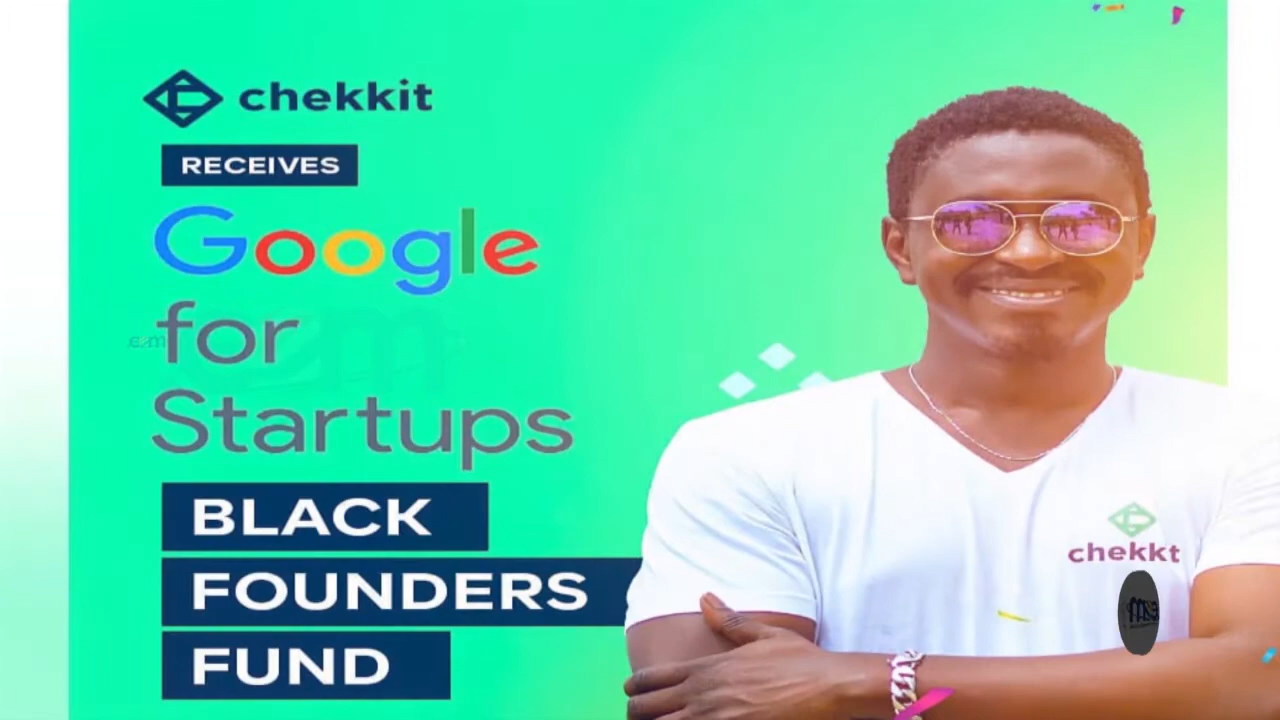 chekkit
RECEIVES
Google
for
Startups
BLACK
FOUNDERS
FUND
chekkt